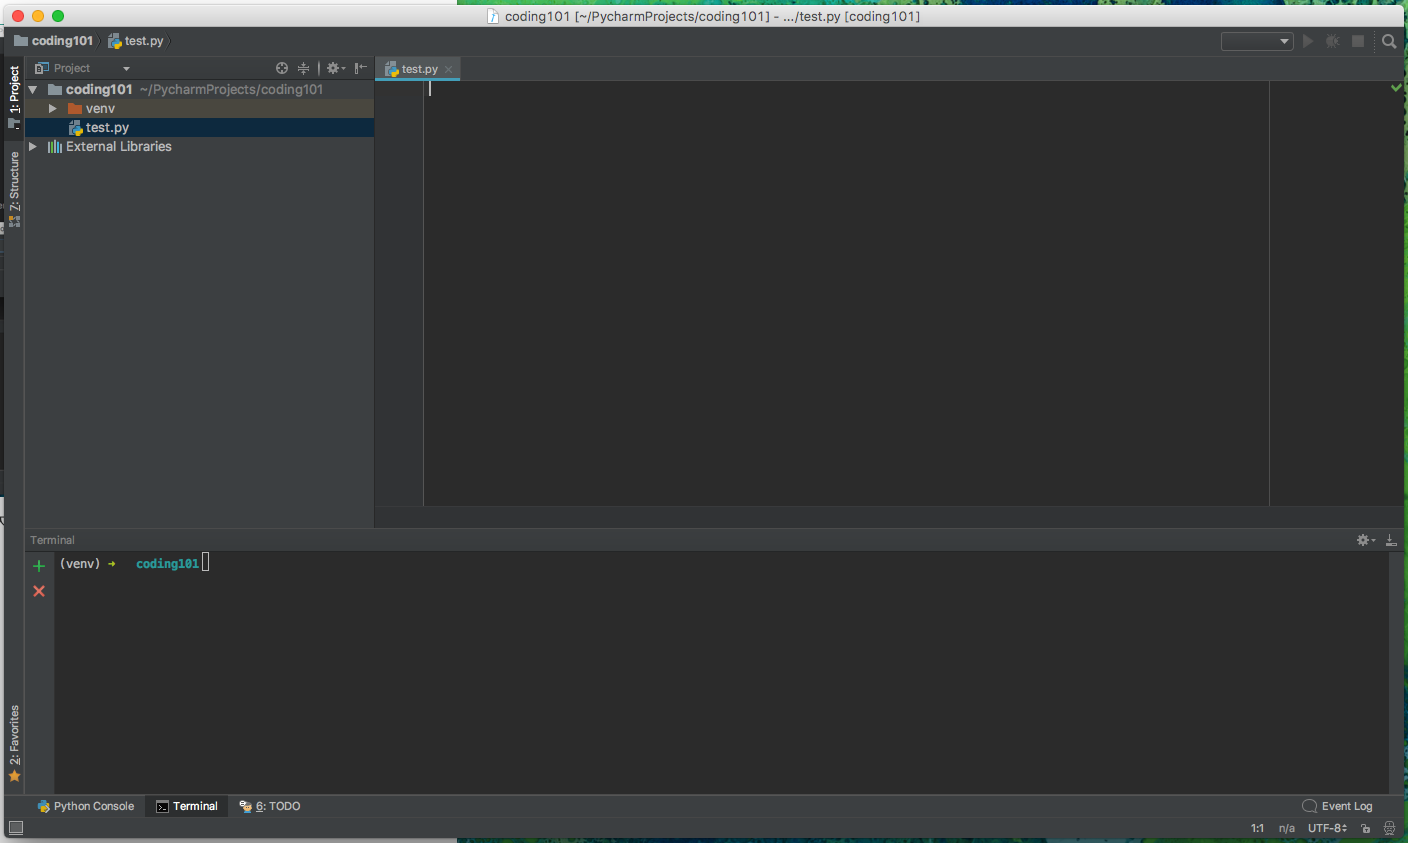 coding101 [~/PycharmProjects/coding101] - .../test.py [coding101]
coding101 test.py
1: Project
Project
test.py
coding101 ~/PycharmProjects/coding101
venv
test.py
External Libraries
7: Structure
Terminal
(venv) → coding101
2: Favorites
Python Console
Terminal
6: TODO
Event Log
1:1 n/a UTF-8